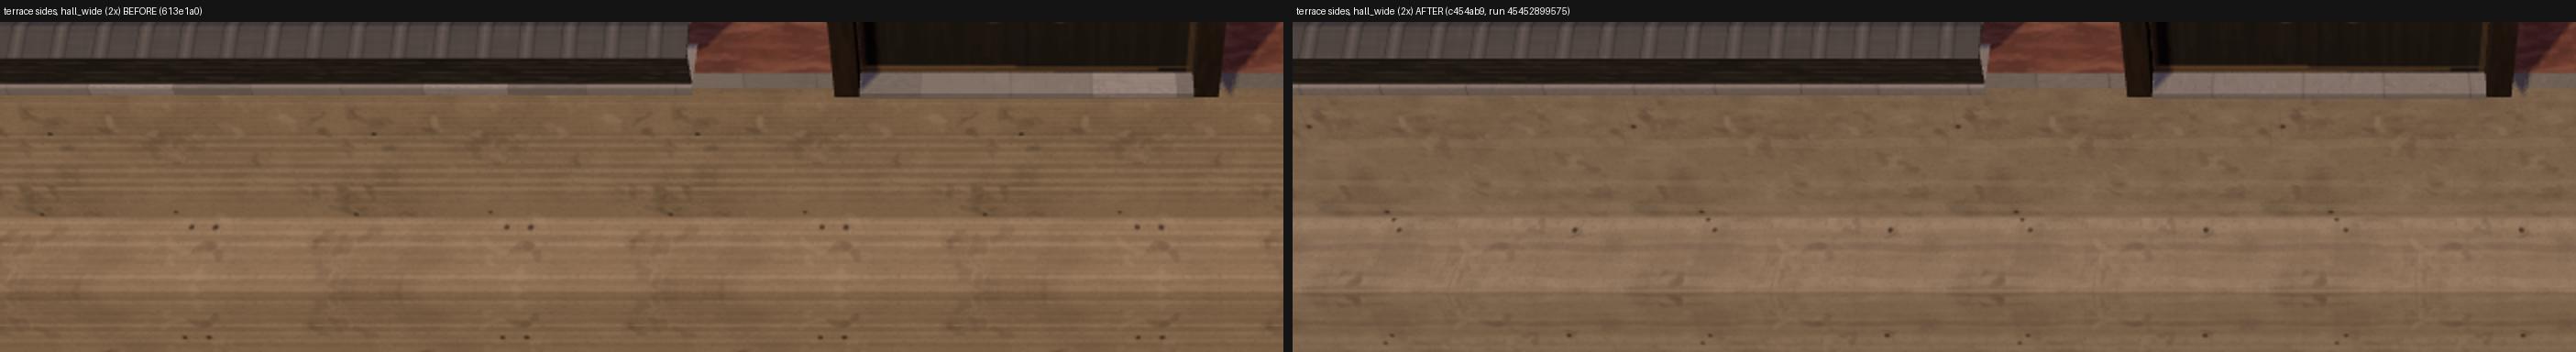 terrace sides, hall_wide (2x) BEFORE (613e1a0)
terrace sides, hall_wide (2x) AFTER (c454ab9, run 45452899575)